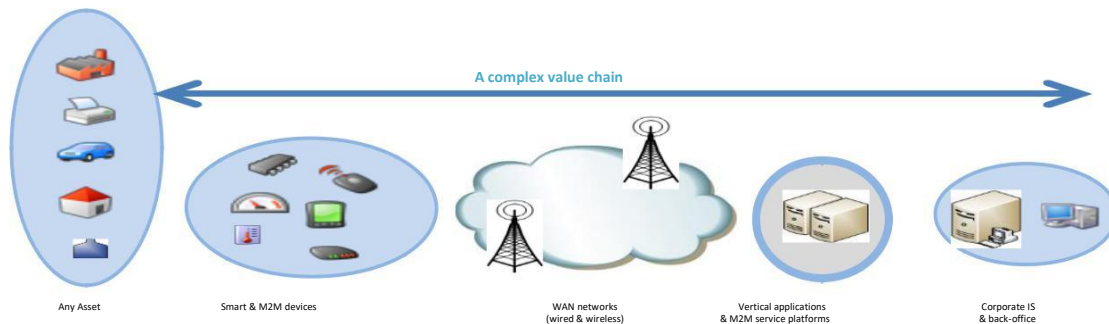 A complex value chain
Any Asset
Smart & M2M devices
WAN networks
(wired & wireless)
Vertical applications
& M2M service platforms
Corporate IS
& back-office